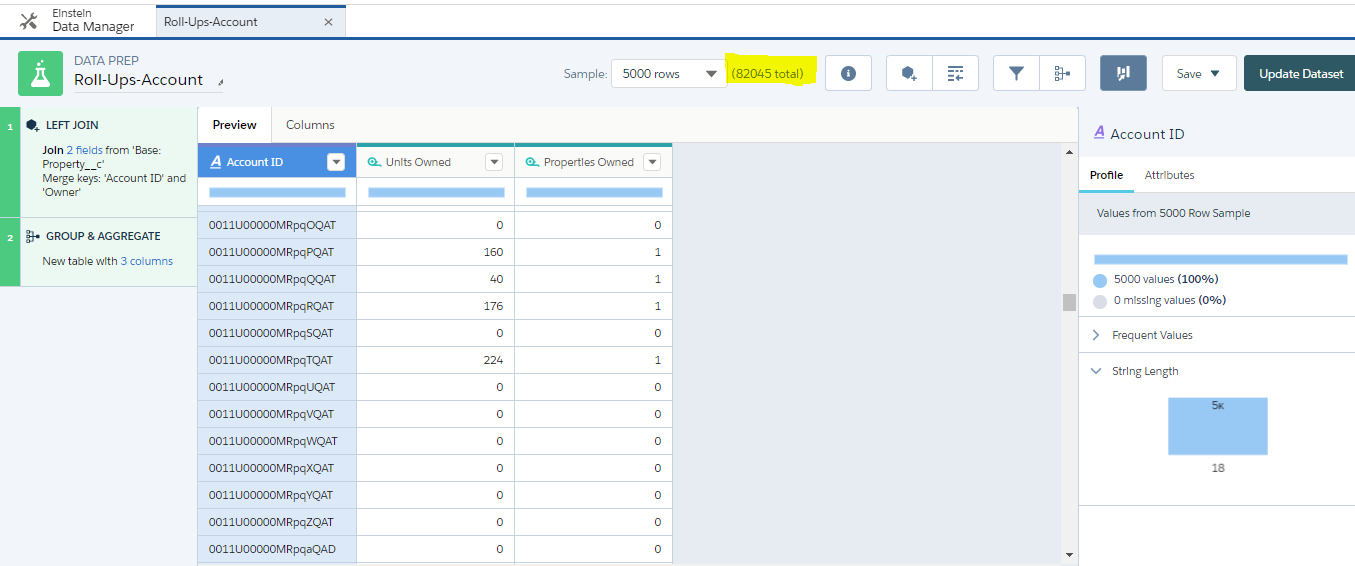 Einstein
Data Manager
Roll-Ups-Account
DATA PREP
Roll-Ups-Account
Sample: 5000 rows (82045 total)
Save
Update Dataset
1
LEFT JOIN
Join 2 fields from 'Base:
Property__c'
Merge keys: 'Account ID' and
'Owner'
2
GROUP & AGGREGATE
New table with 3 columns
Preview Columns
Account ID Units Owned Properties Owned
0011U00000MRpqOQAT 0 0
0011U00000MRpqPQAT 160 1
0011U00000MRpqQQAT 40 1
0011U00000MRpqRQAT 176 1
0011U00000MRpqSQAT 0 0
0011U00000MRpqTQAT 224 1
0011U00000MRpqUQAT 0 0
0011U00000MRpqVQAT 0 0
0011U00000MRpqWQAT 0 0
0011U00000MRpqXQAT 0 0
0011U00000MRpqYQAT 0 0
0011U00000MRpqZQAT 0 0
0011U00000MRpqaQAD 0 0
A Account ID
Profile Attributes
Values from 5000 Row Sample
5000 values (100%)
0 missing values (0%)
Frequent Values
String Length
5K
18